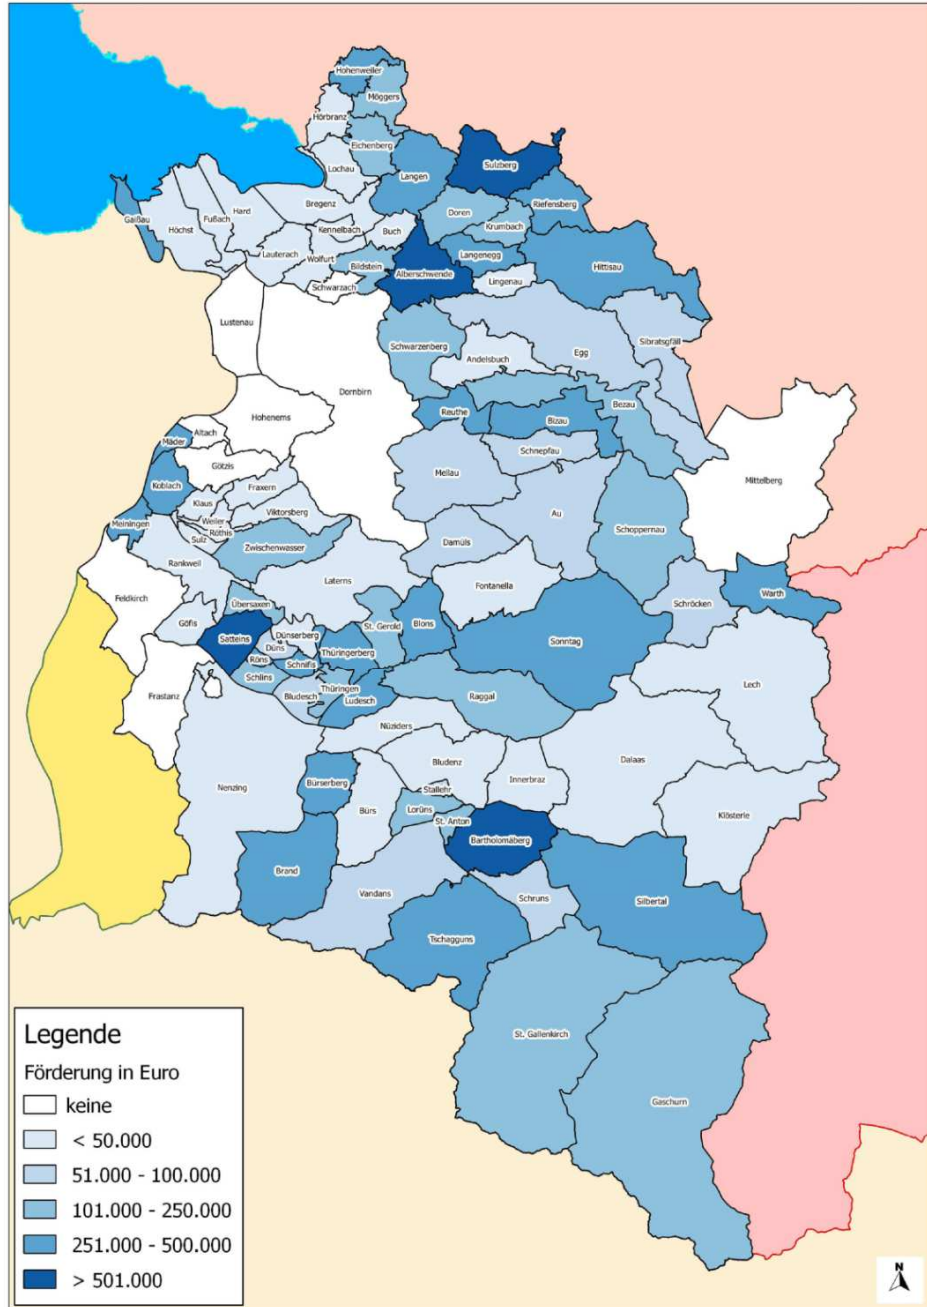 Hohenweiler
Möggers
Hörbranz
Eichenberg
Lochau
Langen
Sulzberg
Gaißau
Höchst
Fußach
Hard
Bregenz
Kennelbach
Buch
Doren
Krumbach
Riefensberg
Lauterach
Wolfurt
Bildstein
Schwarzach
Alberschwende
Langenegg
Lingenau
Hittisau
Lustenau
Dornbirn
Schwarzenberg
Andelsbuch
Egg
Sibratsgfäll
Hohenems
Reuthe
Bizau
Bezau
Mäder
Altach
Götzis
Mellau
Schnepfau
Mittelberg
Koblach
Klaus
Fraxern
Weiler
Viktorsberg
Au
Schoppernau
Meiningen
Sulz
Röthis
Zwischenwasser
Damüls
Rankweil
Laterns
Fontanella
Schröcken
Warth
Feldkirch
Göfis
Übersaxen
Satteins
Dünserberg
Düns
Röns
Schnifis
St. Gerold
Thüringerberg
Blons
Sonntag
Lech
Frastanz
Schlins
Bludesch
Thüringen
Ludesch
Raggal
Nüziders
Nenzing
Bürserberg
Bludenz
Stallehr
Innerbraz
Dalaas
Klösterle
Bürs
Lorüns
St. Anton
Bartholomäberg
Brand
Vandans
Schruns
Silbertal
Tschagguns
St. Gallenkirch
Gaschurn
Legende
Förderung in Euro
keine
< 50.000
51.000 - 100.000
101.000 - 250.000
251.000 - 500.000
> 501.000
N